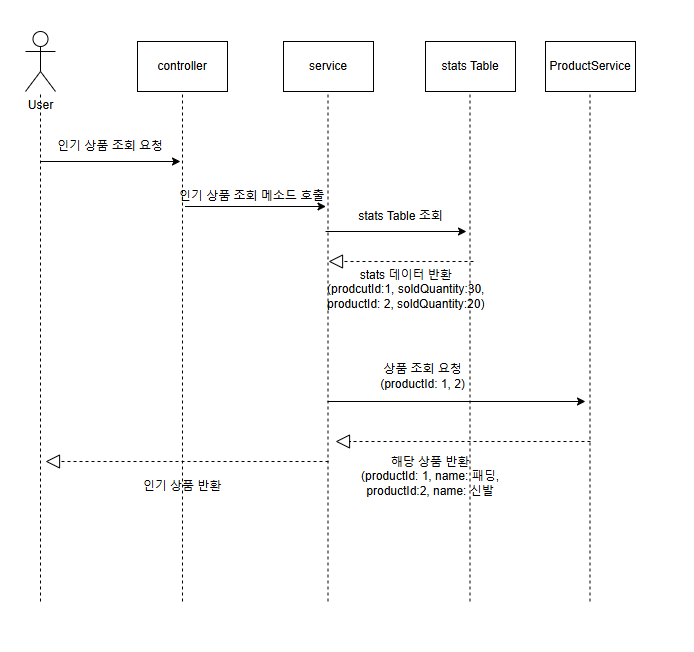 User
controller
service
stats Table
ProductService
인기 상품 조회 요청
인기 상품 조회 메소드 호출
stats Table 조회
stats 데이터 반환
(prodcutId:1, soldQuantity:30,
productId: 2, soldQuantity:20)
상품 조회 요청
(productId: 1, 2)
해당 상품 반환
(productId: 1, name: 패딩,
productId:2, name: 신발
인기 상품 반환